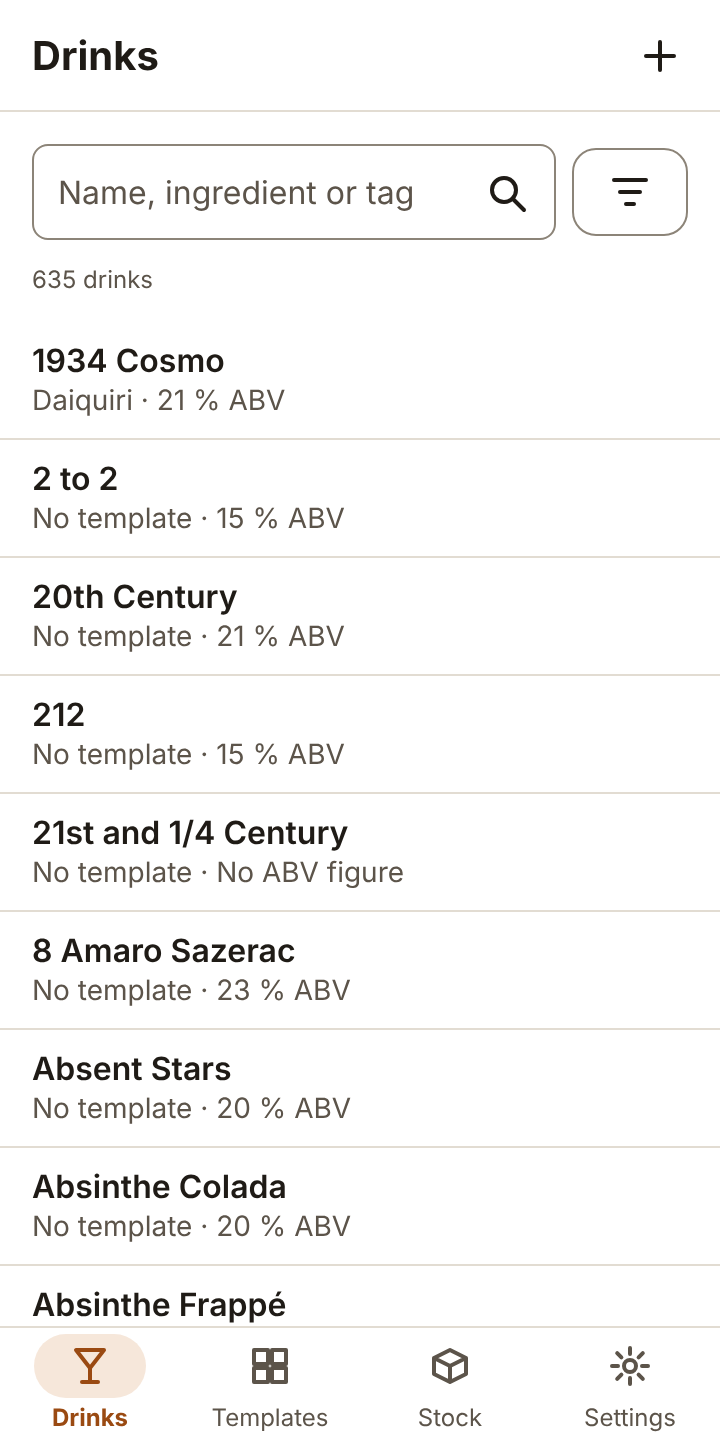 Drinks
Name, ingredient or tag
635 drinks
1934 Cosmo
Daiquiri · 21 % ABV
2 to 2
No template · 15 % ABV
20th Century
No template · 21 % ABV
212
No template · 15 % ABV
21st and 1/4 Century
No template · No ABV figure
8 Amaro Sazerac
No template · 23 % ABV
Absent Stars
No template · 20 % ABV
Absinthe Colada
No template · 20 % ABV
Absinthe Frappé
Drinks
Templates
Stock
Settings